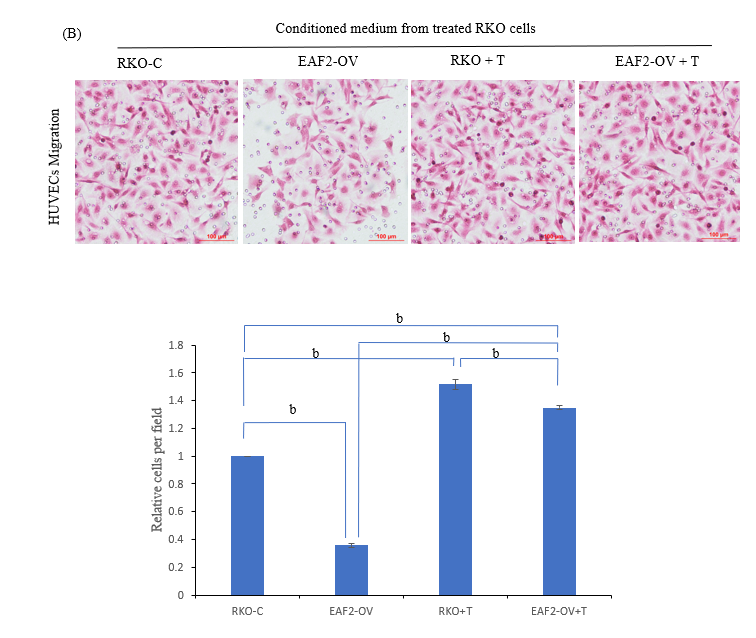 (B)
Conditioned medium from treated RKO cells
RKO-C
EAF2-OV
RKO + T
EAF2-OV + T
HUVECs Migration
100 µm
100 µm
100 µm
100 µm
b
b
b
b
b
1.8
1.6
1.4
1.2
1
0.8
0.6
0.4
0.2
0
Relative cells per field
RKO-C
EAF2-OV
RKO+T
EAF2-OV+T